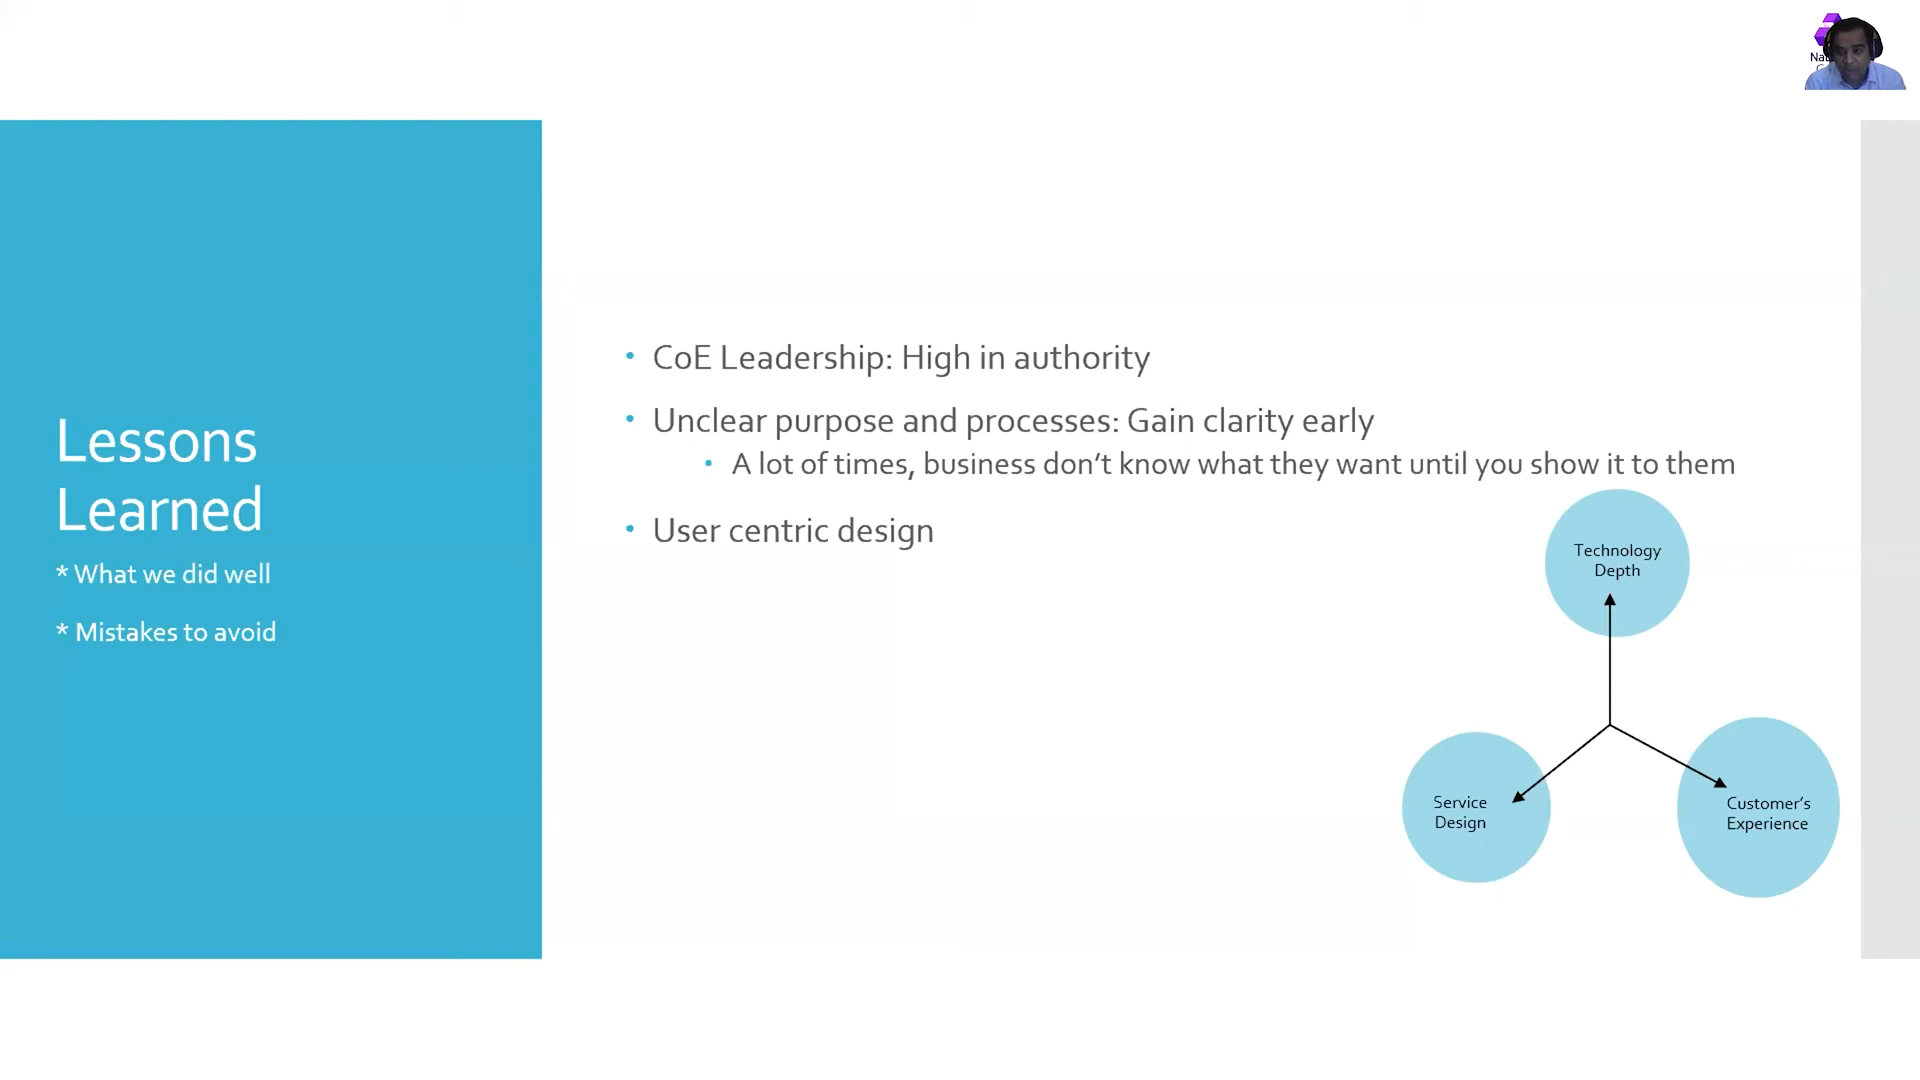 Lessons
Learned
* What we did well
* Mistakes to avoid
• CoE Leadership: High in authority
• Unclear purpose and processes: Gain clarity early
• A lot of times, business don’t know what they want until you show it to them
• User centric design
Technology
Depth
Service
Design
Customer’s
Experience